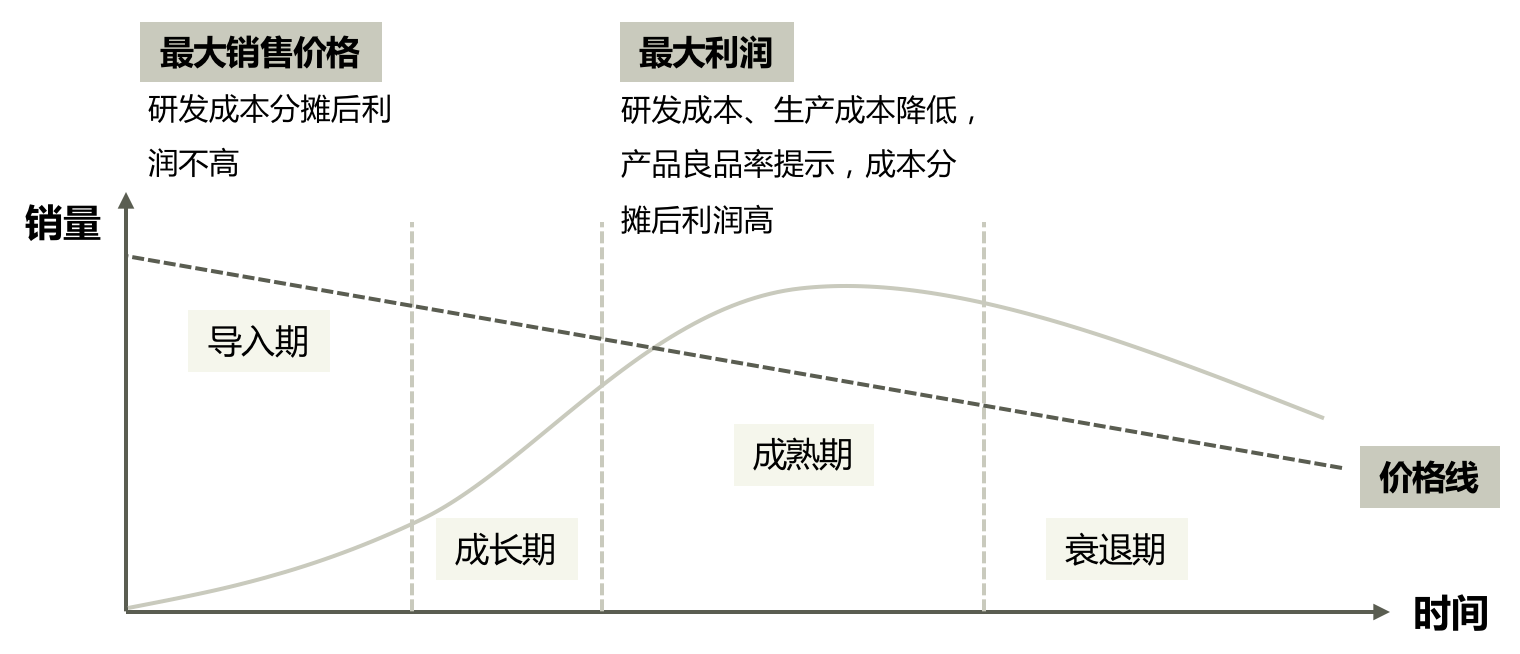 最大销售价格
研发成本分摊后利
润不高
最大利润
研发成本、生产成本降低，
产品良品率提示，成本分
摊后利润高
销量
导入期
成熟期
价格线
成长期
衰退期
时间